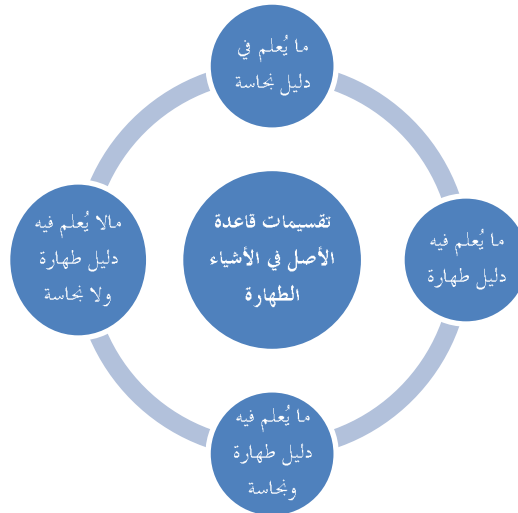 ما يُعلم في
دليل نجاسة
تقسيمات قاعدة
الأصل في الأشياء
الطهارة
ما يُعلم فيه
دليل طهارة
ما يُعلم فيه
دليل طهارة
ونجاسة
مالا يُعلم فيه
دليل طهارة
ولا نجاسة